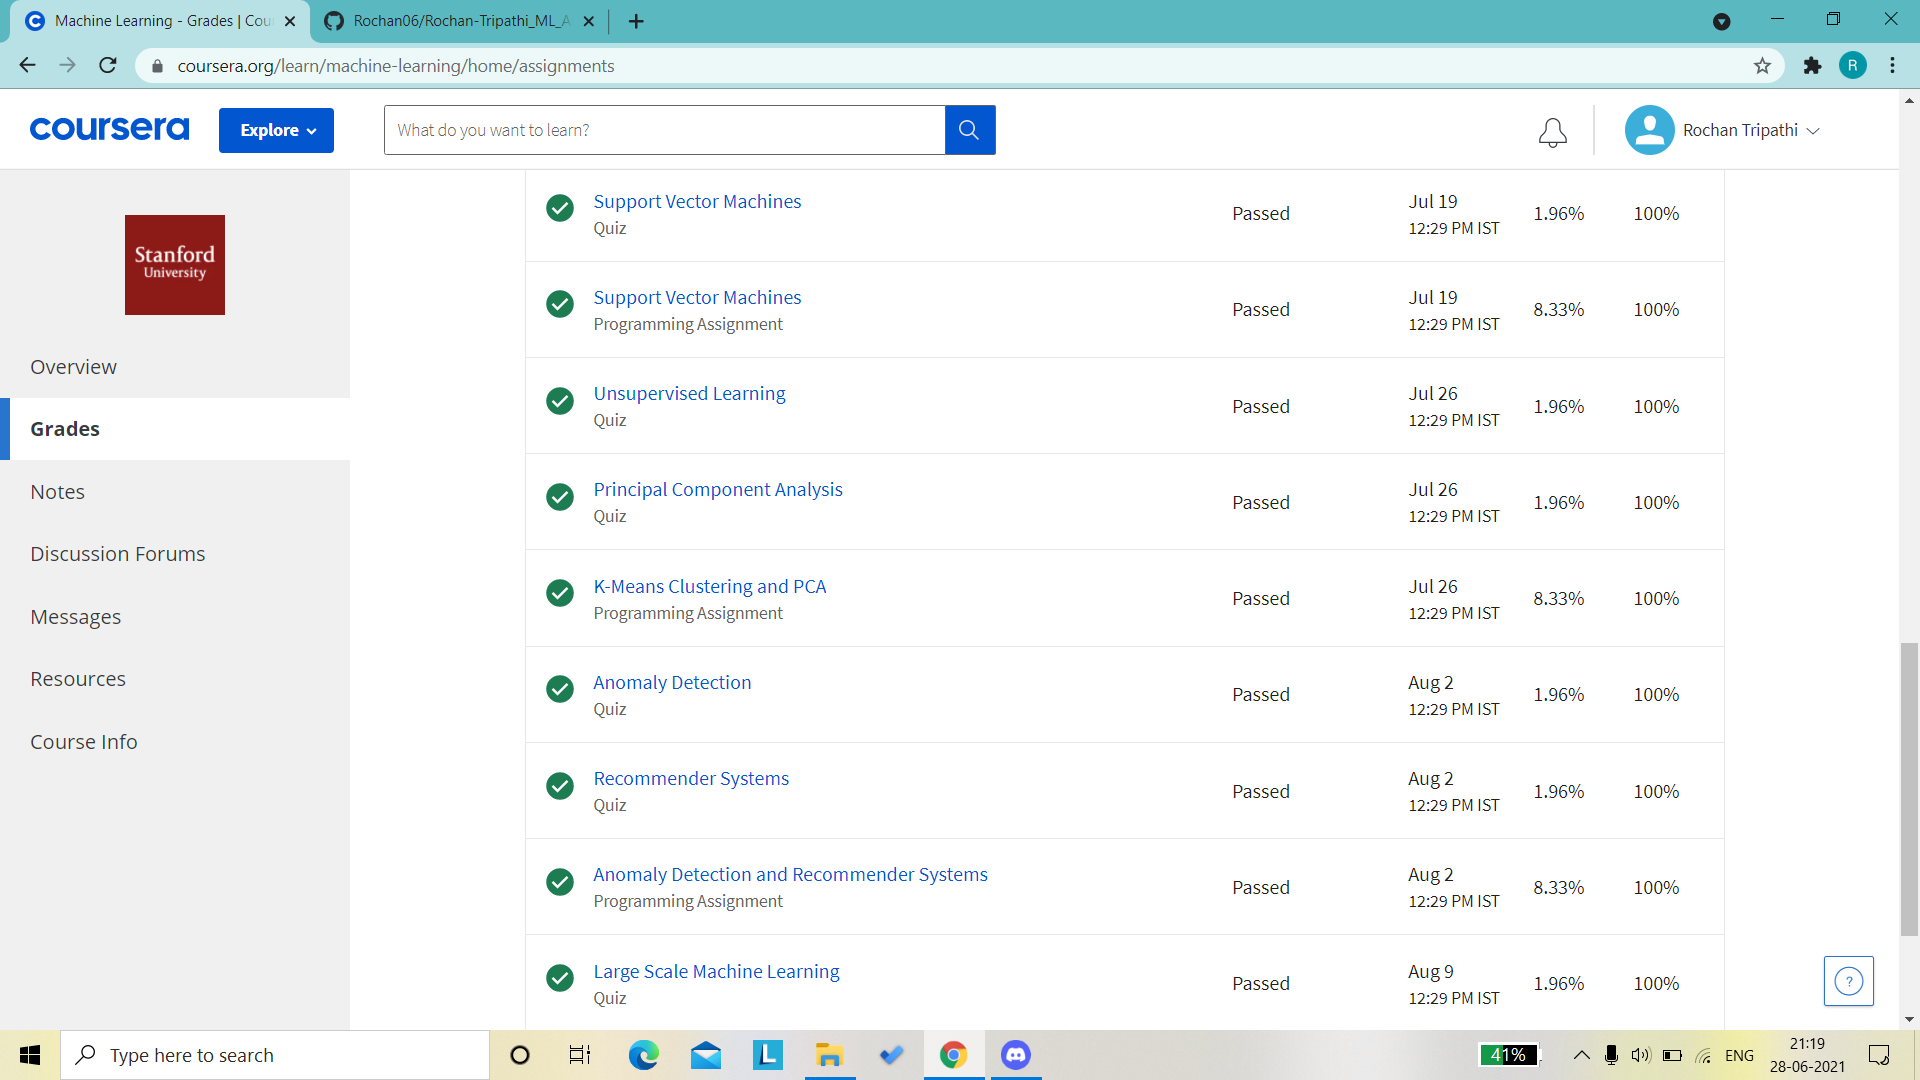 Machine Learning - Grades | Cou
Rochan06/Rochan-Tripathi_ML_A
coursera.org/learn/machine-learning/home/assignments
R
coursera
Explore
What do you want to learn?
Rochan Tripathi
Stanford
University
Overview
Grades
Notes
Discussion Forums
Messages
Resources
Course Info
Support Vector Machines
Quiz
Passed
Jul 19
12:29 PM IST
1.96%
100%
Support Vector Machines
Programming Assignment
Passed
Jul 19
12:29 PM IST
8.33%
100%
Unsupervised Learning
Quiz
Passed
Jul 26
12:29 PM IST
1.96%
100%
Principal Component Analysis
Quiz
Passed
Jul 26
12:29 PM IST
1.96%
100%
K-Means Clustering and PCA
Programming Assignment
Passed
Jul 26
12:29 PM IST
8.33%
100%
Anomaly Detection
Quiz
Passed
Aug 2
12:29 PM IST
1.96%
100%
Recommender Systems
Quiz
Passed
Aug 2
12:29 PM IST
1.96%
100%
Anomaly Detection and Recommender Systems
Programming Assignment
Passed
Aug 2
12:29 PM IST
8.33%
100%
Large Scale Machine Learning
Quiz
Passed
Aug 9
12:29 PM IST
1.96%
100%
?
Type here to search
L
41%
ENG
21:19
28-06-2021